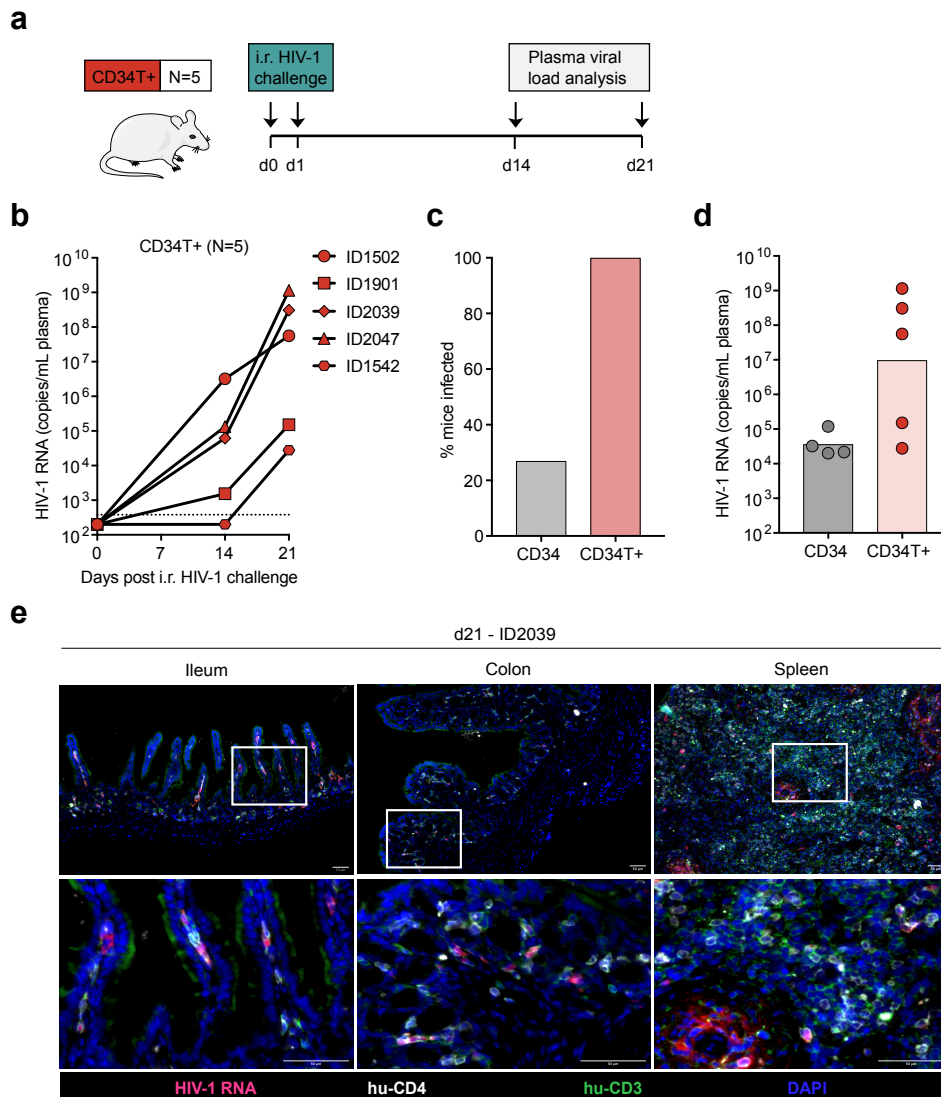 a
CD34T+ N=5
i.r. HIV-1
challenge
Plasma viral
load analysis
d0 d1 d14 d21
b
CD34T+ (N=5)
HIV-1 RNA (copies/mL plasma)
10^10
10^9
10^8
10^7
10^6
10^5
10^4
10^3
10^2
0 7 14 21
Days post i.r. HIV-1 challenge
ID1502
ID1901
ID2039
ID2047
ID1542
c
% mice infected
100
80
60
40
20
0
CD34 CD34T+
d
HIV-1 RNA (copies/mL plasma)
10^10
10^9
10^8
10^7
10^6
10^5
10^4
10^3
10^2
CD34 CD34T+
e
d21 - ID2039
Ileum Colon Spleen
HIV-1 RNA hu-CD4 hu-CD3 DAPI